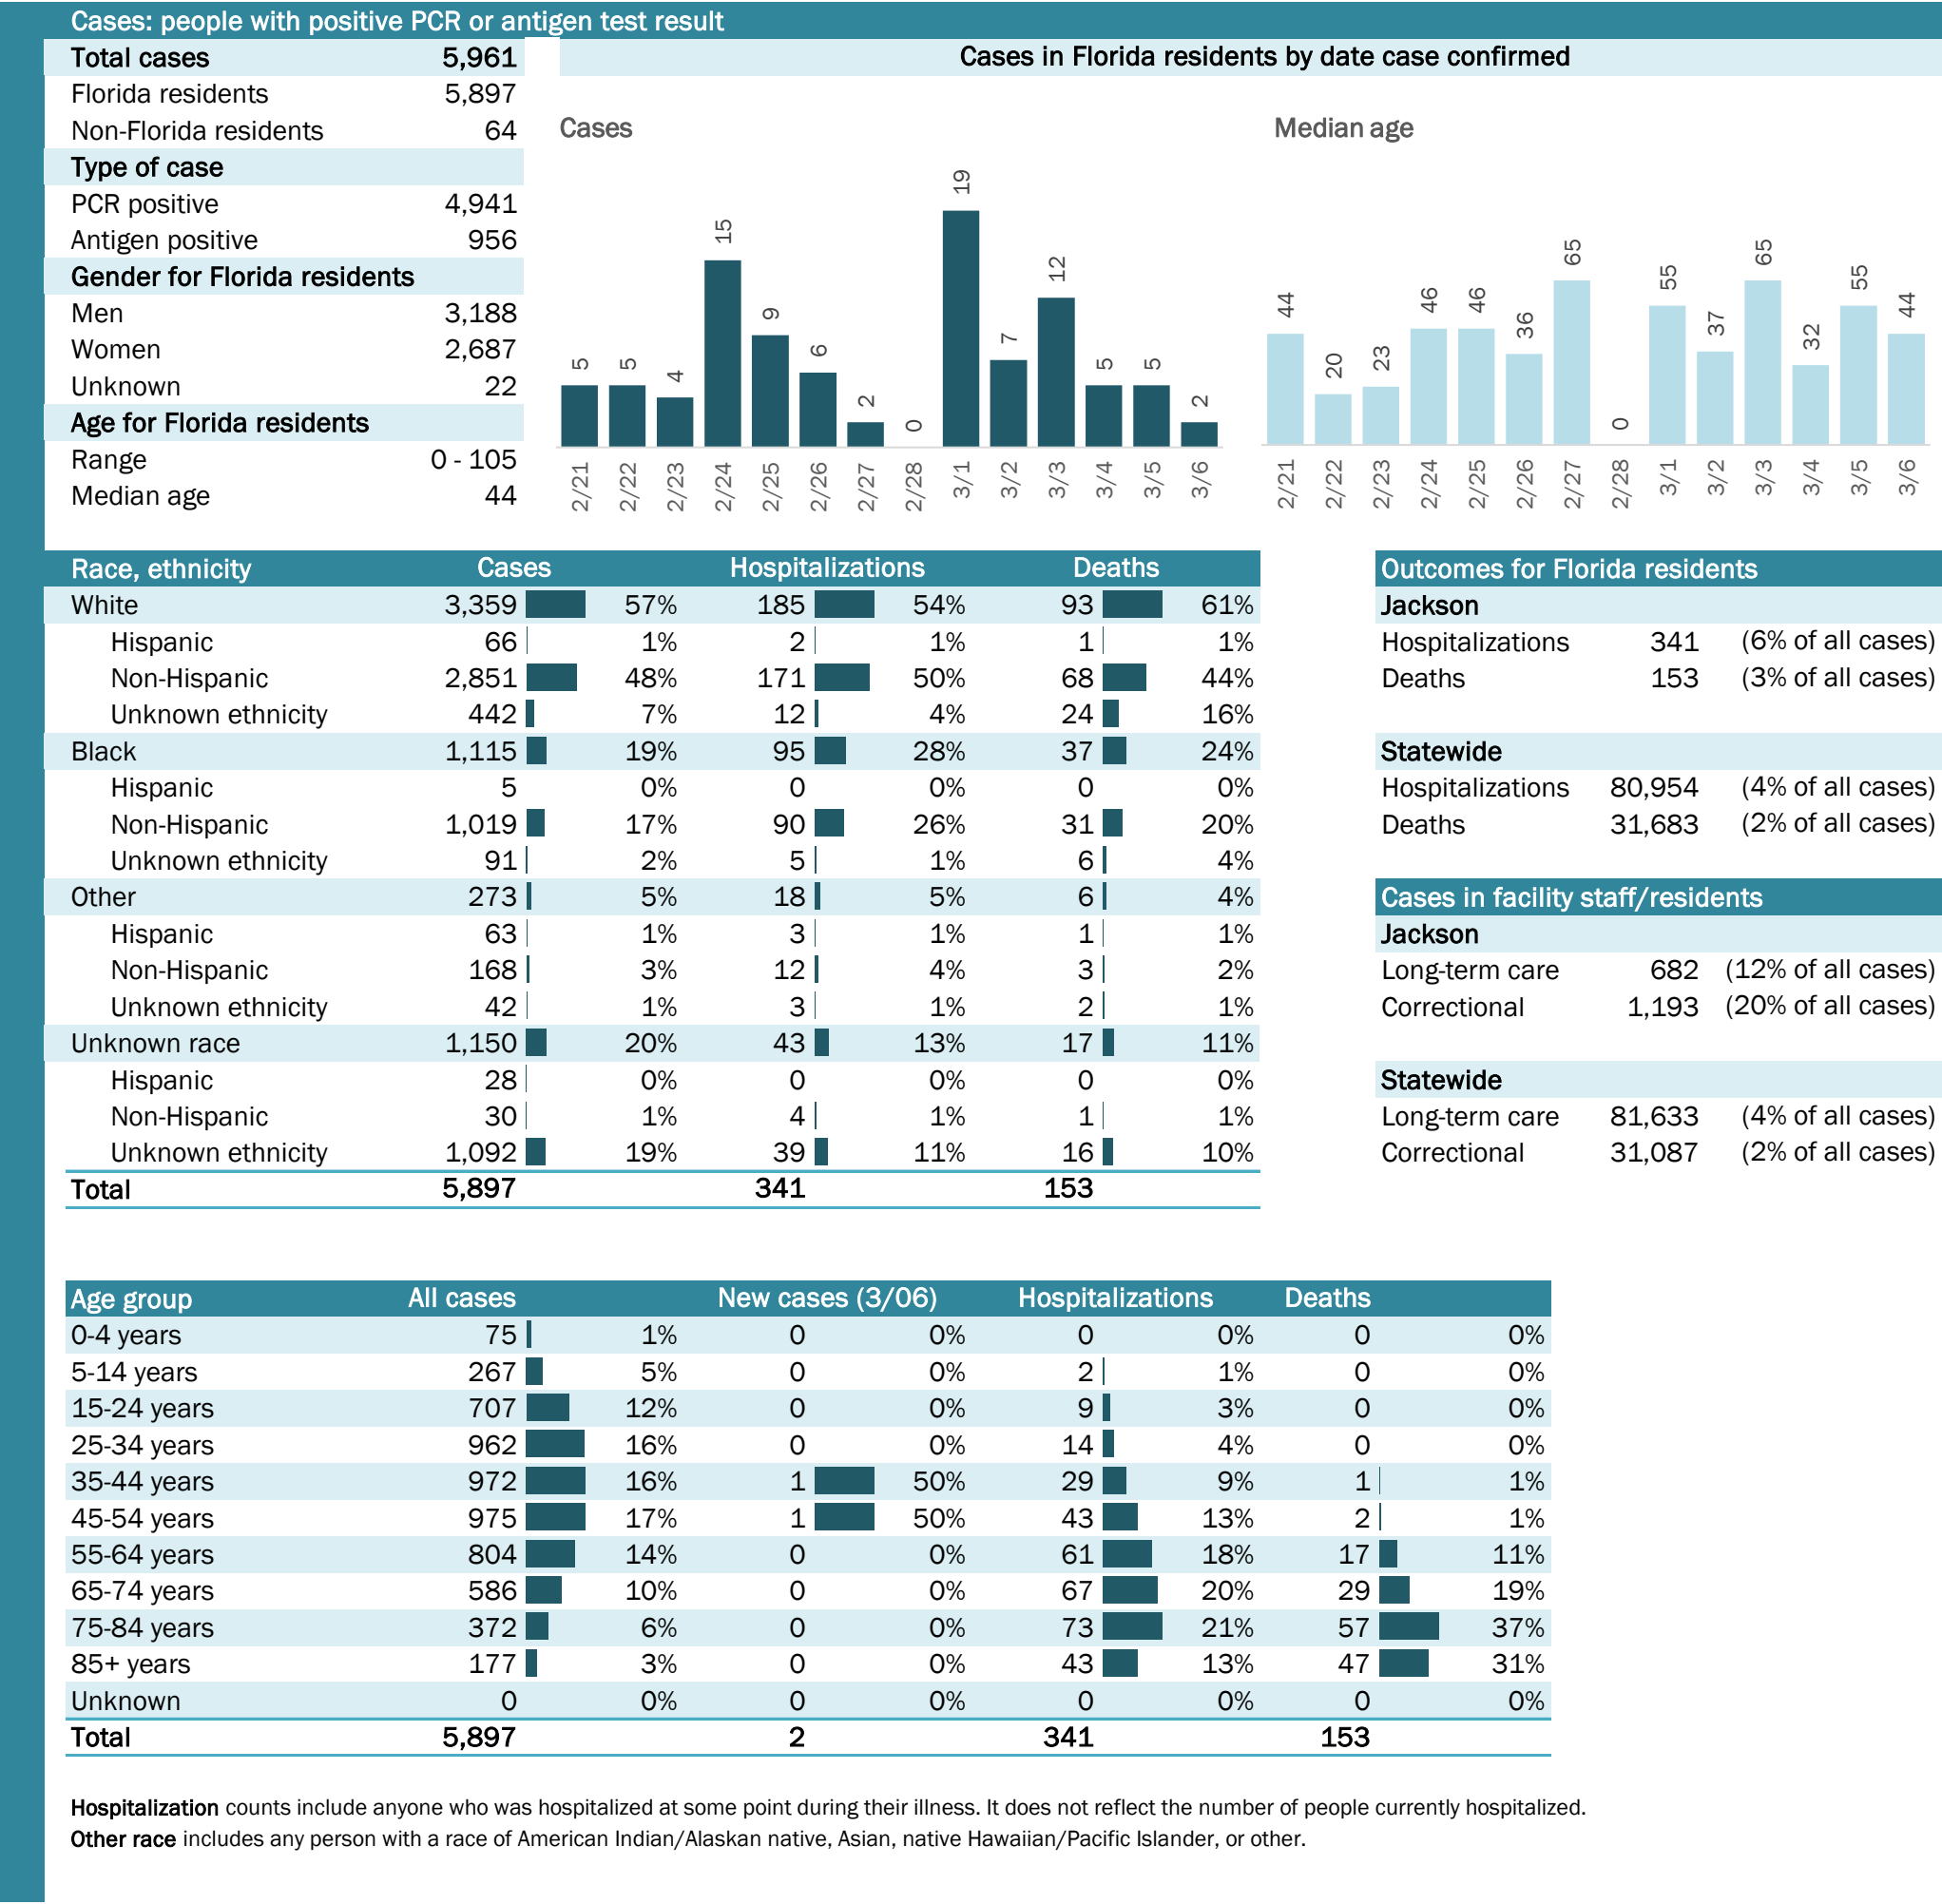 Cases: people with positive PCR or antigen test result
Total cases 5,961
Florida residents 5,897
Non-Florida residents 64
Type of case
PCR positive 4,941
Antigen positive 956
Gender for Florida residents
Men 3,188
Women 2,687
Unknown 22
Age for Florida residents
Range 0 - 105
Median age 44
Cases in Florida residents by date case confirmed
Cases
5 5 4 15 9 6 2 0 19 7 12 5 5 2
2/21 2/22 2/23 2/24 2/25 2/26 2/27 2/28 3/1 3/2 3/3 3/4 3/5 3/6
Median age
44 20 23 46 46 36 65 0 55 37 65 32 55 44
2/21 2/22 2/23 2/24 2/25 2/26 2/27 2/28 3/1 3/2 3/3 3/4 3/5 3/6
Race, ethnicity Cases Hospitalizations Deaths
White 3,359 57% 185 54% 93 61%
Hispanic 66 1% 2 1% 1 1%
Non-Hispanic 2,851 48% 171 50% 68 44%
Unknown ethnicity 442 7% 12 4% 24 16%
Black 1,115 19% 95 28% 37 24%
Hispanic 5 0% 0 0% 0 0%
Non-Hispanic 1,019 17% 90 26% 31 20%
Unknown ethnicity 91 2% 5 1% 6 4%
Other 273 5% 18 5% 6 4%
Hispanic 63 1% 3 1% 1 1%
Non-Hispanic 168 3% 12 4% 3 2%
Unknown ethnicity 42 1% 3 1% 2 1%
Unknown race 1,150 20% 43 13% 17 11%
Hispanic 28 0% 0 0% 0 0%
Non-Hispanic 30 1% 4 1% 1 1%
Unknown ethnicity 1,092 19% 39 11% 16 10%
Total 5,897 341 153
Outcomes for Florida residents
Jackson
Hospitalizations 341 (6% of all cases)
Deaths 153 (3% of all cases)
Statewide
Hospitalizations 80,954 (4% of all cases)
Deaths 31,683 (2% of all cases)
Cases in facility staff/residents
Jackson
Long-term care 682 (12% of all cases)
Correctional 1,193 (20% of all cases)
Statewide
Long-term care 81,633 (4% of all cases)
Correctional 31,087 (2% of all cases)
Age group All cases New cases (3/06) Hospitalizations Deaths
0-4 years 75 1% 0 0% 0 0% 0 0%
5-14 years 267 5% 0 0% 2 1% 0 0%
15-24 years 707 12% 0 0% 9 3% 0 0%
25-34 years 962 16% 0 0% 14 4% 0 0%
35-44 years 972 16% 1 50% 29 9% 1 1%
45-54 years 975 17% 1 50% 43 13% 2 1%
55-64 years 804 14% 0 0% 61 18% 17 11%
65-74 years 586 10% 0 0% 67 20% 29 19%
75-84 years 372 6% 0 0% 73 21% 57 37%
85+ years 177 3% 0 0% 43 13% 47 31%
Unknown 0 0% 0 0% 0 0% 0 0%
Total 5,897 2 341 153
Hospitalization counts include anyone who was hospitalized at some point during their illness. It does not reflect the number of people currently hospitalized.
Other race includes any person with a race of American Indian/Alaskan native, Asian, native Hawaiian/Pacific Islander, or other.